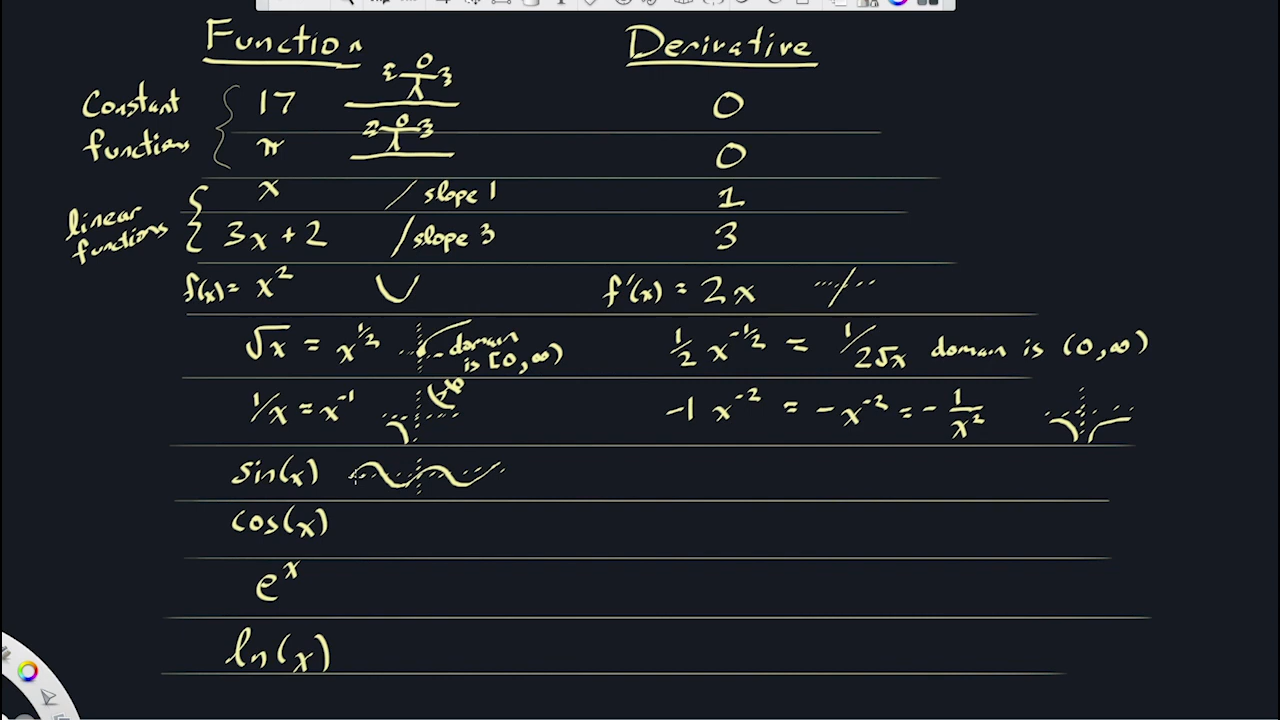 Function Derivative
Constant functions 17 0
π 0
linear functions x / slope 1 1
3x + 2 / slope 3 3
f(x) = x² f'(x) = 2x
√x = x^1/2 domain is [0, ∞) 1/2 x^-1/2 = 1/2√x domain is (0, ∞)
1/x = x^-1 -1 x^-2 = -x^-2 = - 1/x²
sin(x)
cos(x)
e^x
ln(x)